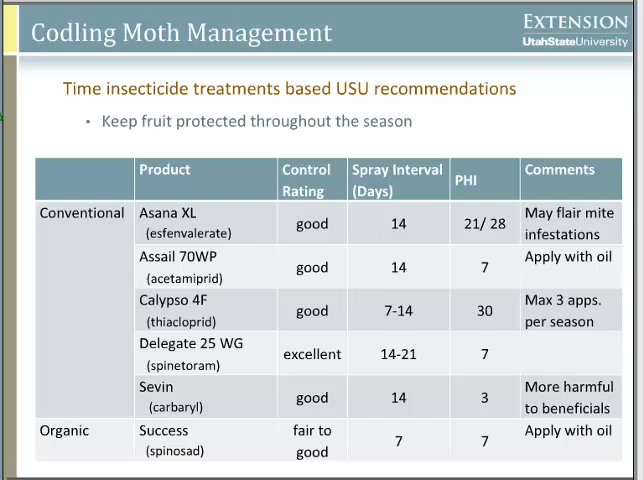 Codling Moth Management
EXTENSION
UtahStateUniversity
Time insecticide treatments based USU recommendations
• Keep fruit protected throughout the season
Product Control Rating Spray Interval (Days) PHI Comments
Conventional Asana XL (esfenvalerate) good 14 21/ 28 May flair mite infestations
Assail 70WP (acetamiprid) good 14 7 Apply with oil
Calypso 4F (thiacloprid) good 7-14 30 Max 3 apps. per season
Delegate 25 WG (spinetoram) excellent 14-21 7
Sevin (carbaryl) good 14 3 More harmful to beneficials
Organic Success (spinosad) fair to good 7 7 Apply with oil